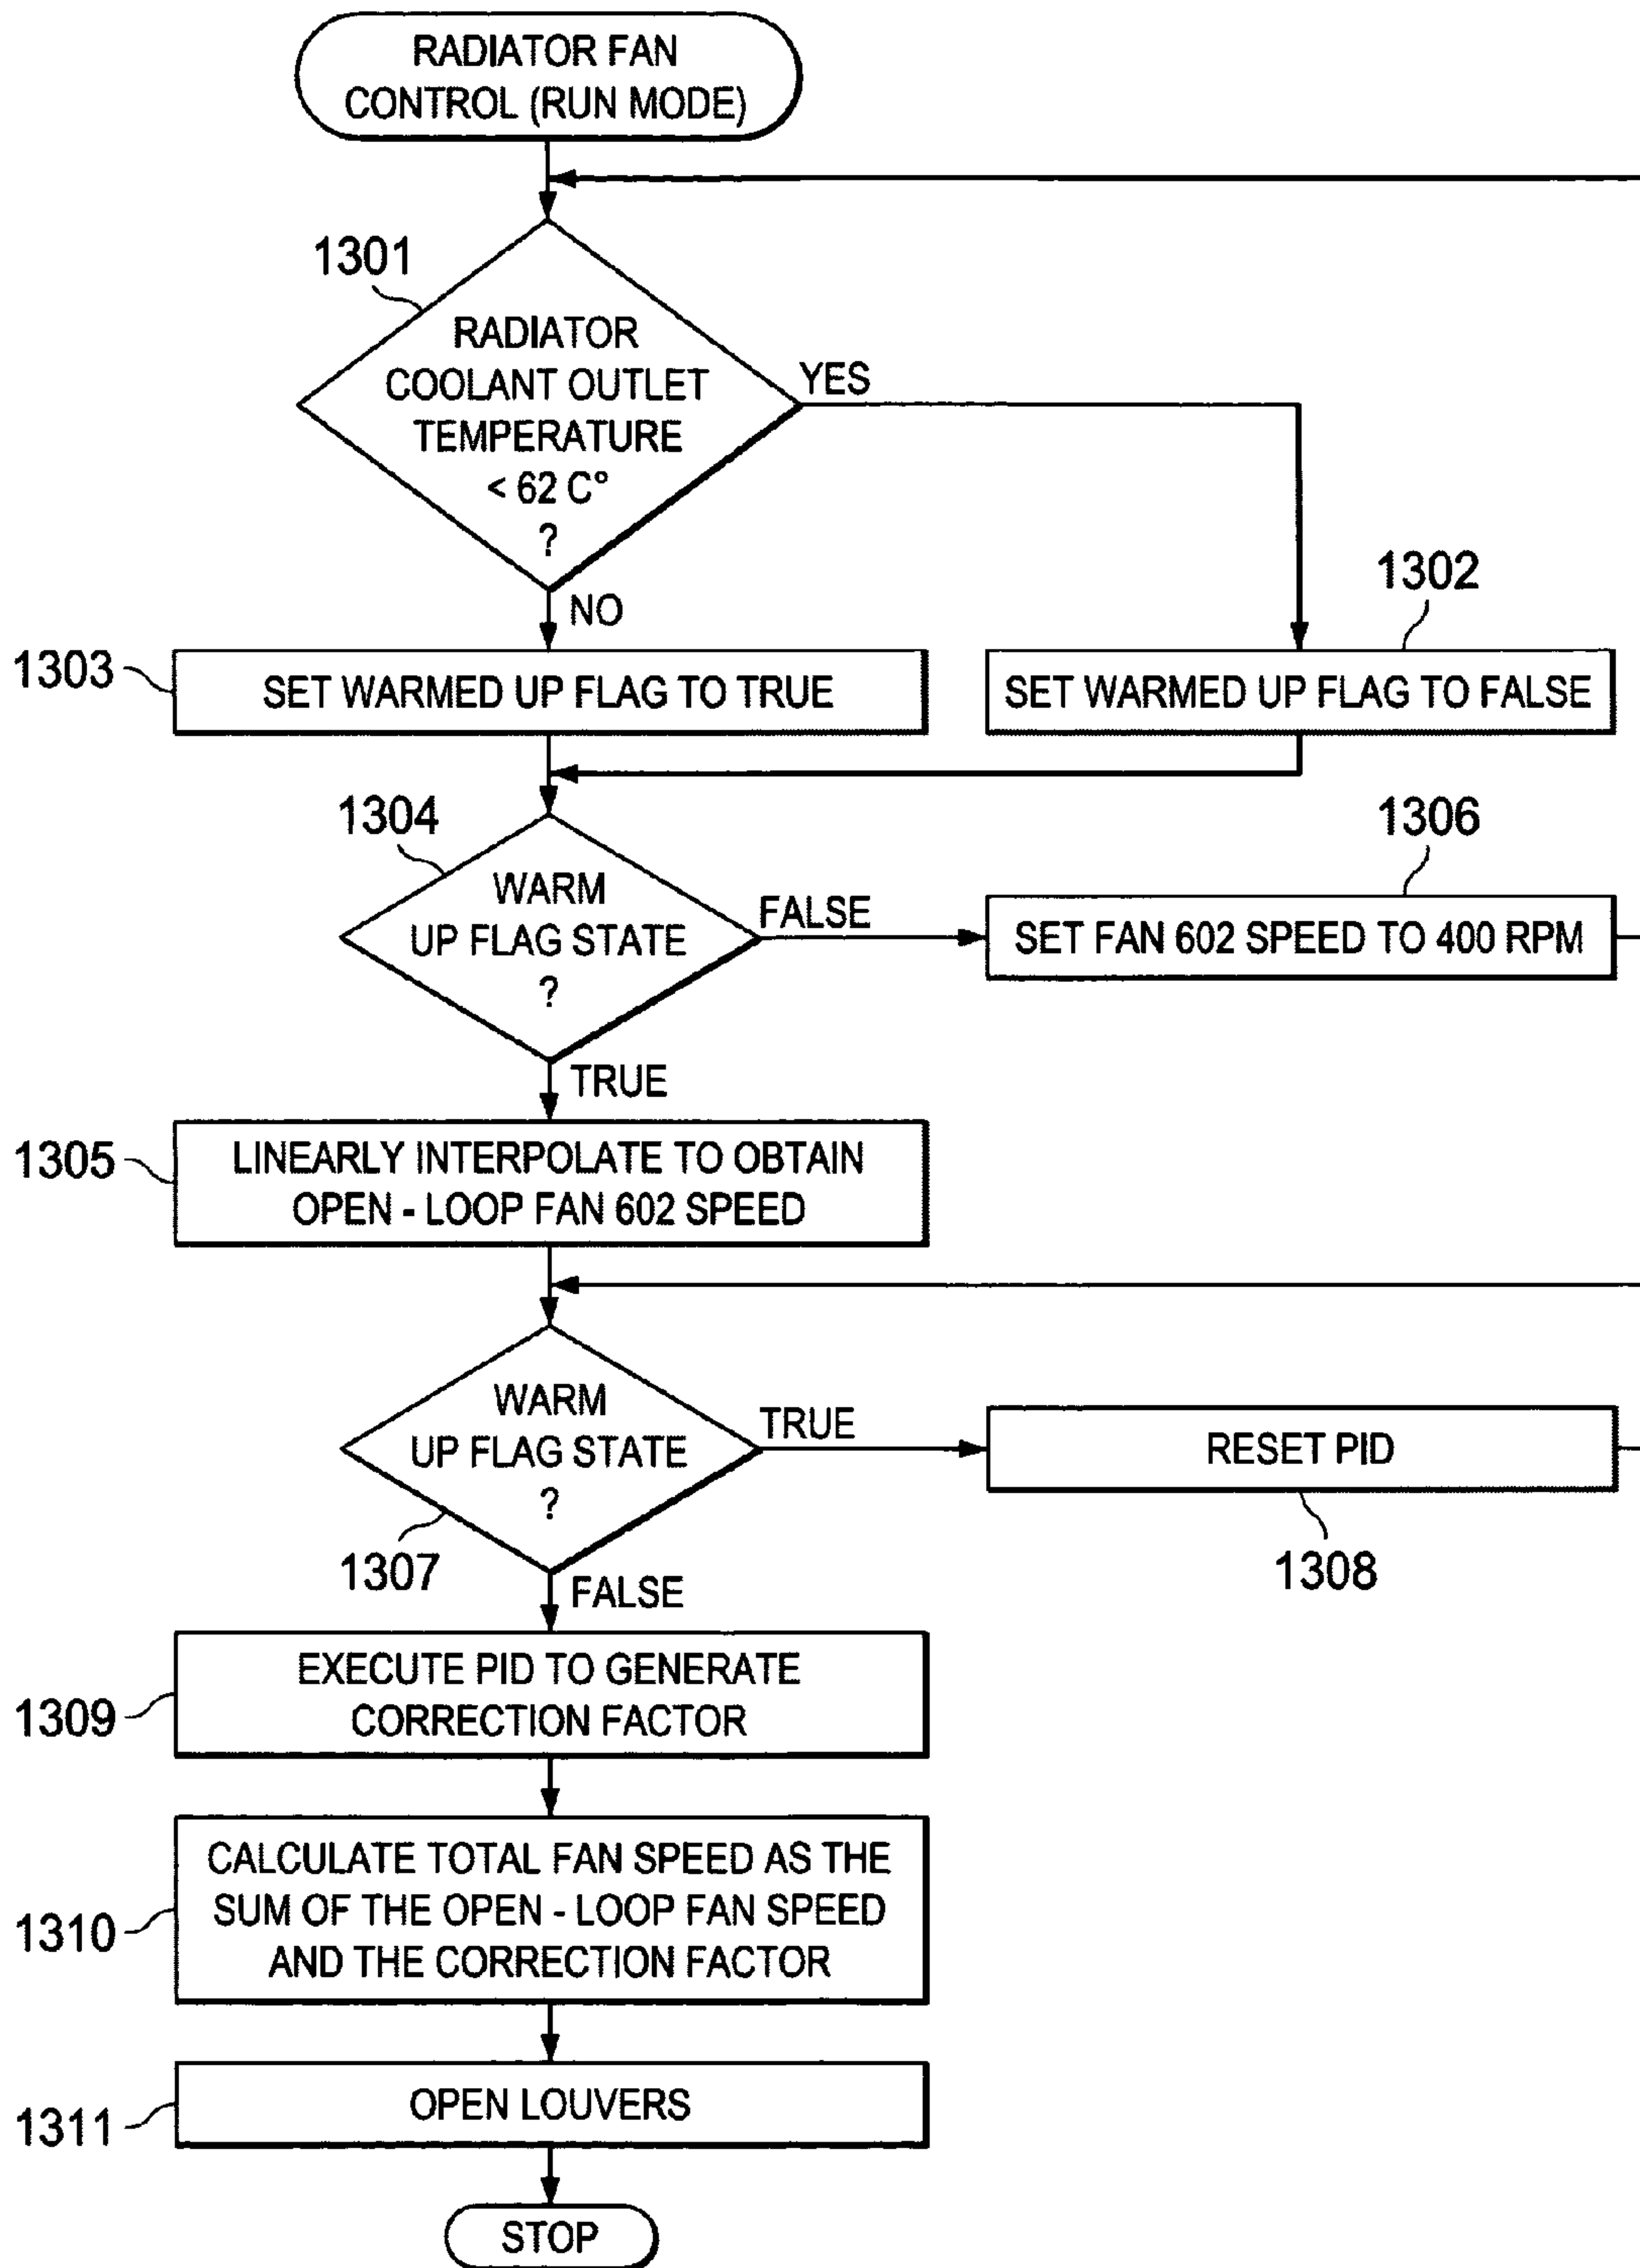 RADIATOR FAN
CONTROL (RUN MODE)
1301
RADIATOR
COOLANT OUTLET
TEMPERATURE
< 62 C°
?
YES
NO
1302
1303
SET WARMED UP FLAG TO TRUE
SET WARMED UP FLAG TO FALSE
1304
WARM
UP FLAG STATE
?
FALSE
1306
SET FAN 602 SPEED TO 400 RPM
TRUE
1305
LINEARLY INTERPOLATE TO OBTAIN
OPEN - LOOP FAN 602 SPEED
WARM
UP FLAG STATE
?
TRUE
RESET PID
1307
1308
FALSE
1309
EXECUTE PID TO GENERATE
CORRECTION FACTOR
1310
CALCULATE TOTAL FAN SPEED AS THE
SUM OF THE OPEN - LOOP FAN SPEED
AND THE CORRECTION FACTOR
1311
OPEN LOUVERS
STOP